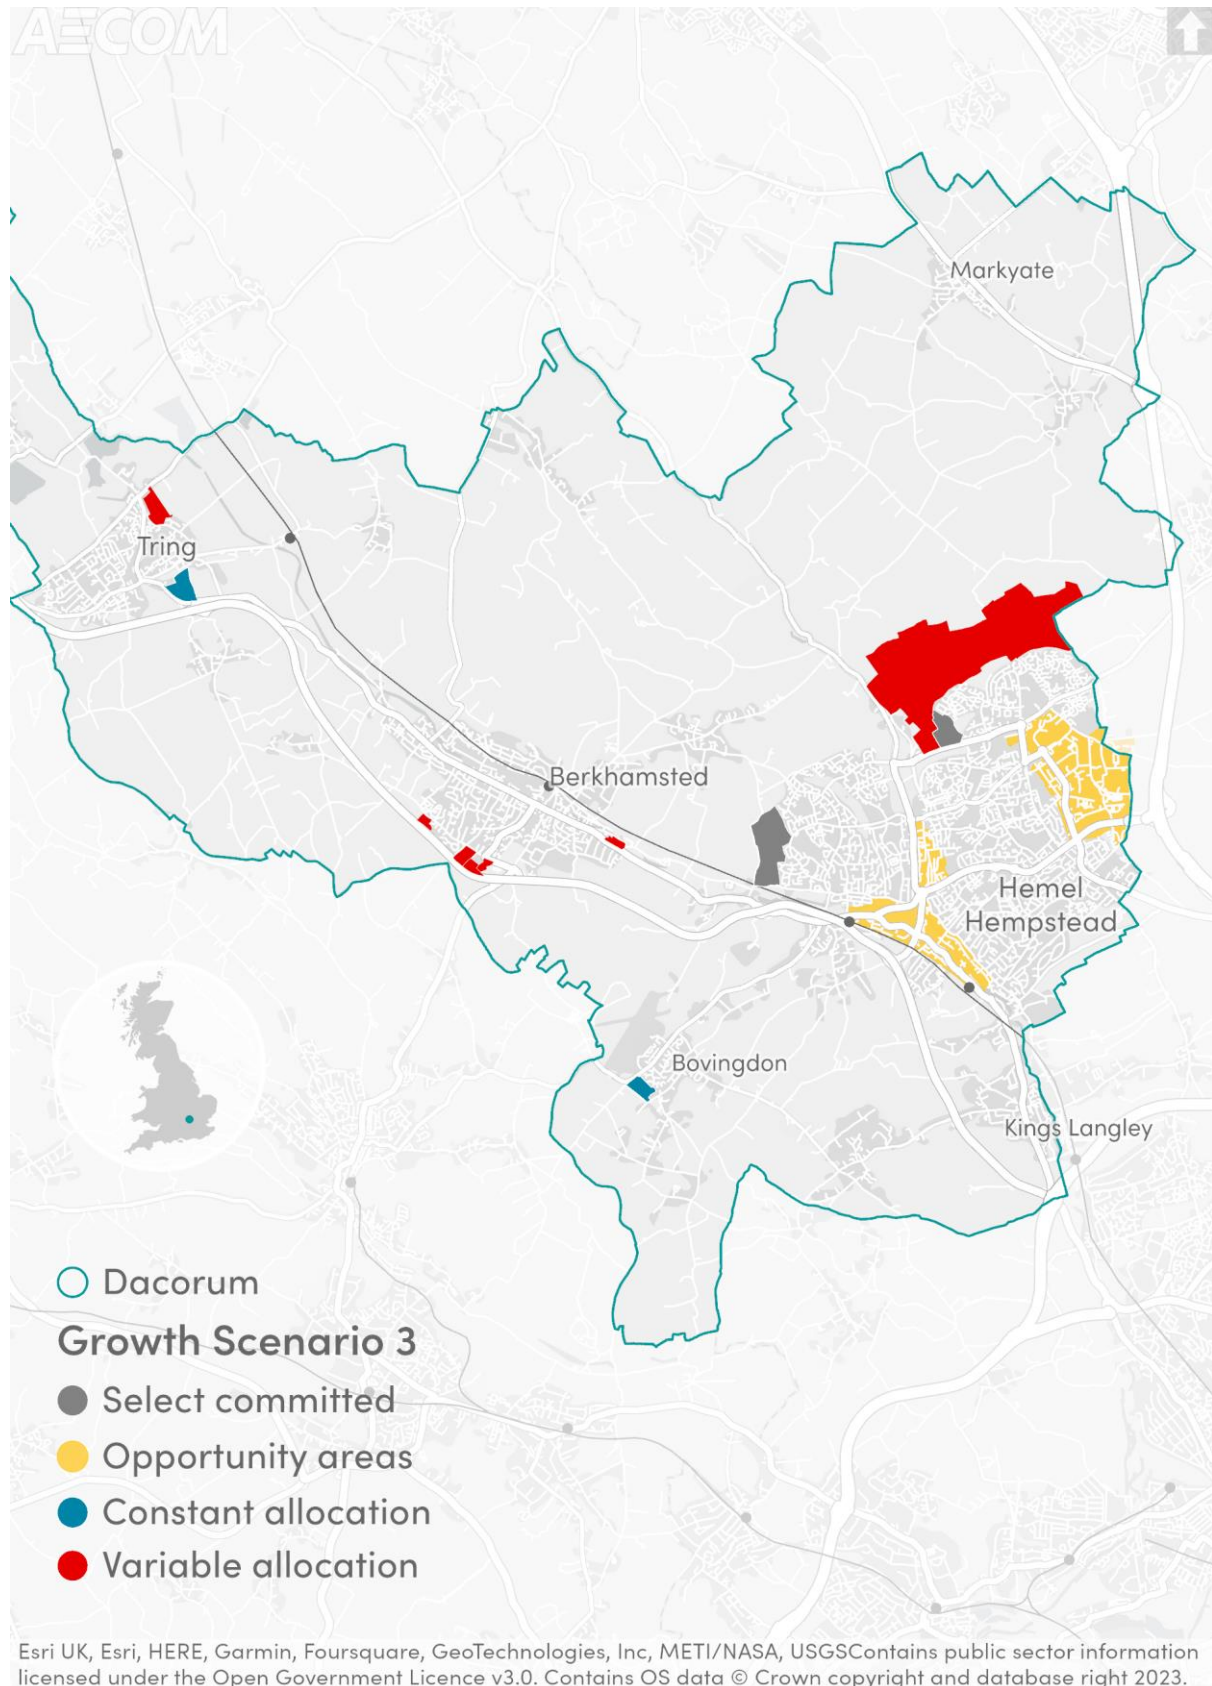 AECOM
Markyate
Tring
Berkhamsted
Hemel
Hempstead
Bovingdon
Kings Langley
Dacorum
Growth Scenario 3
Select committed
Opportunity areas
Constant allocation
Variable allocation
Esri UK, Esri, HERE, Garmin, Foursquare, GeoTechnologies, Inc, METI/NASA, USGSContains public sector information
licensed under the Open Government Licence v3.0. Contains OS data © Crown copyright and database right 2023.